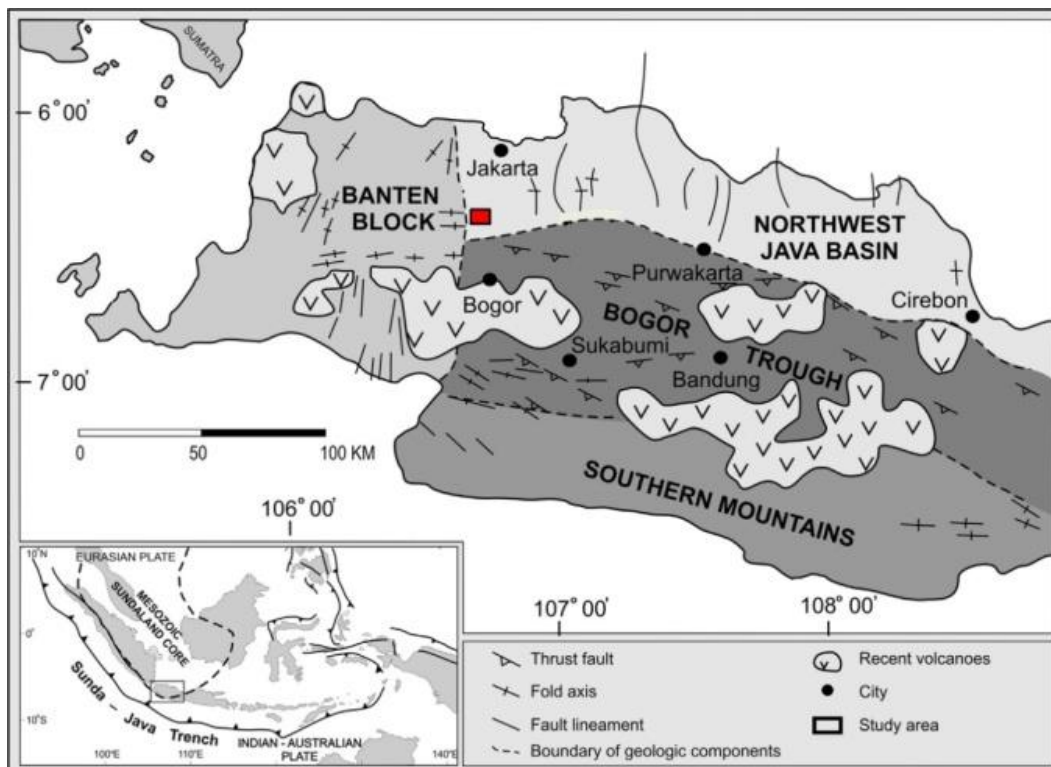 SUMATRA
6°00′
7°00′
Jakarta
BANTEN
BLOCK
NORTHWEST
JAVA BASIN
Purwakarta
Cirebon
Bogor
BOGOR
TROUGH
Sukabumi
Bandung
SOUTHERN MOUNTAINS
0 50 100 KM
106°00′
107°00′
108°00′
10°N
0°
10°S
EURASIAN PLATE
MESOZOIC
SUNDALAND CORE
Sunda - Java Trench
INDIAN - AUSTRALIAN
PLATE
100°E
110°E
140°E
Thrust fault
Fold axis
Fault lineament
Boundary of geologic components
Recent volcanoes
City
Study area